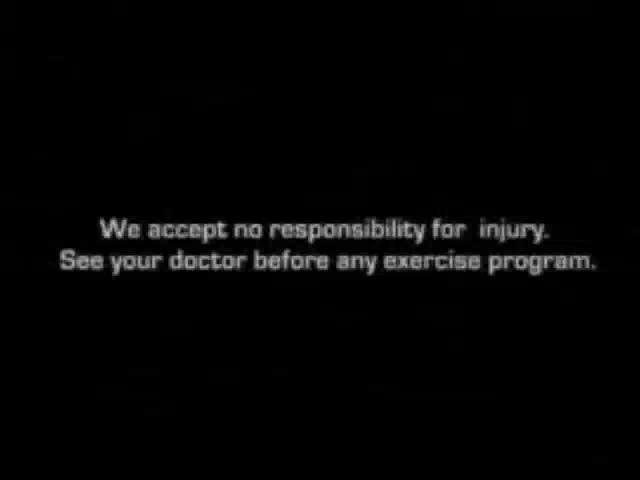 We accept no responsibility for injury.
See your doctor before any exercise program.